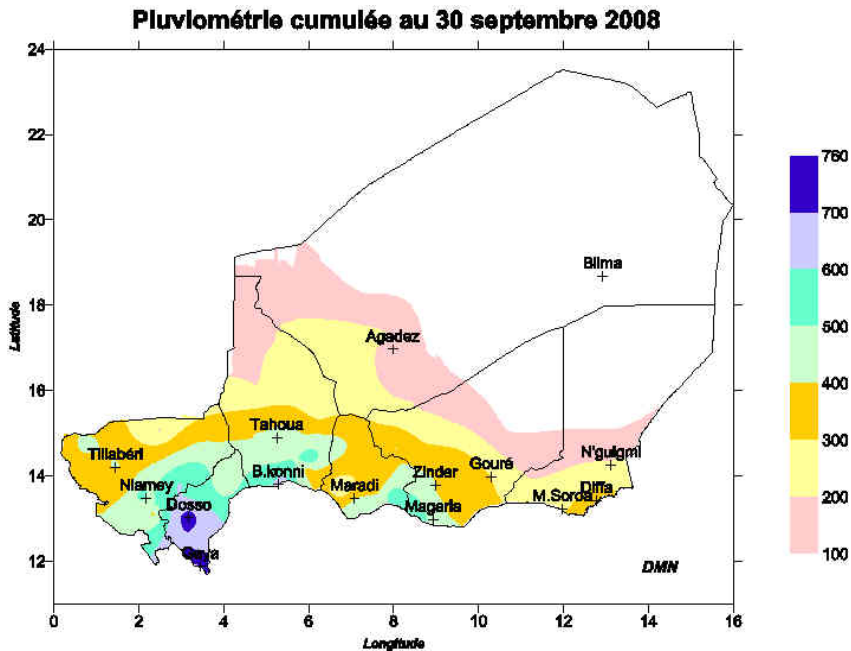 Pluviométrie cumulée au 30 septembre 2008
24
22
20
18
16
14
12
Latitude
0
2
4
6
8
10
12
14
16
Longitude
Bilma
Agadez
Tahoua
N'guigmi
Tillabéri
Gouré
Zinder
B.konni
Niamey
Maradi
Diffa
M.Soroa
Dosso
Magaria
Gaya
DMN
760
700
600
500
400
300
200
100